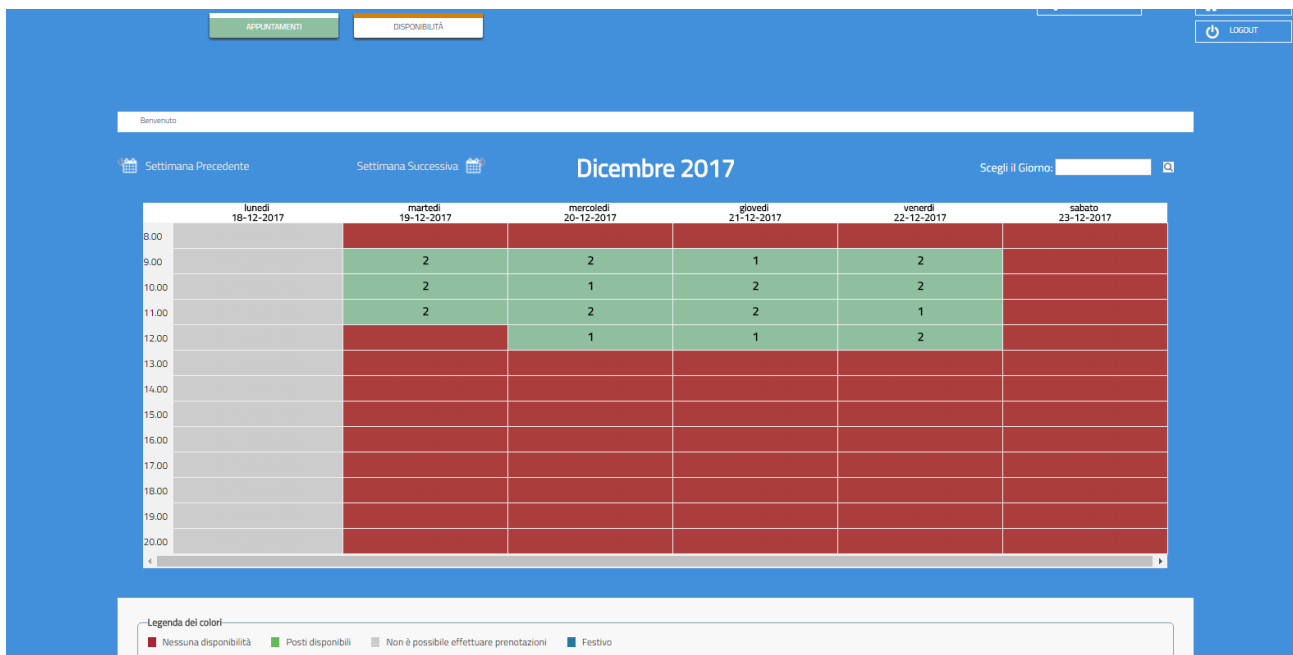 APPUNTAMENTI DISPONIBILITÀ
LOGOUT
Benvenuto
Settimana Precedente Settimana Successiva Dicembre 2017 Scegli il Giorno:
lunedì martedì mercoledì giovedì venerdì sabato
18-12-2017 19-12-2017 20-12-2017 21-12-2017 22-12-2017 23-12-2017
8.00
9.00 2 2 1 2
10.00 2 1 2 2
11.00 2 2 2 1
12.00 1 1 2
13.00
14.00
15.00
16.00
17.00
18.00
19.00
20.00
Legenda dei colori
Nessuna disponibilità Posti disponibili Non è possibile effettuare prenotazioni Festivo